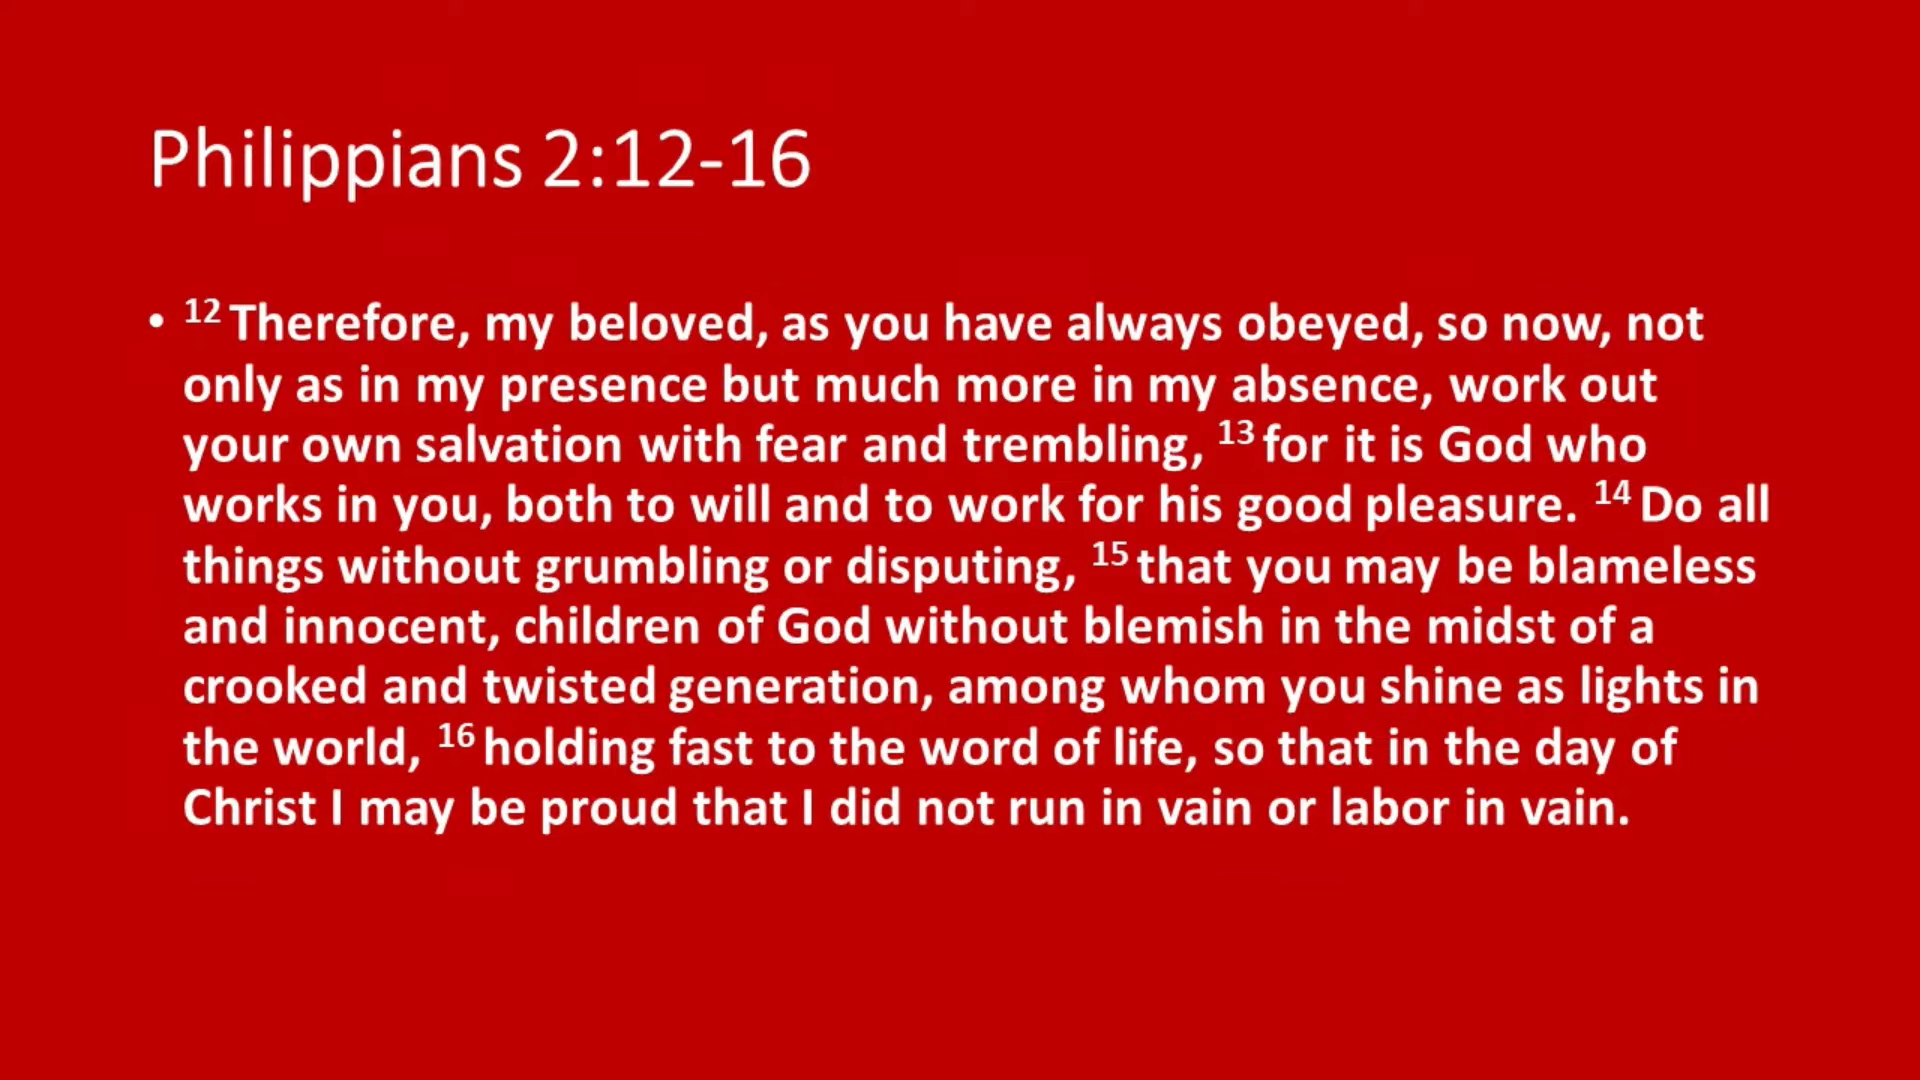 Philippians 2:12-16
• 12 Therefore, my beloved, as you have always obeyed, so now, not
only as in my presence but much more in my absence, work out
your own salvation with fear and trembling, 13 for it is God who
works in you, both to will and to work for his good pleasure. 14 Do all
things without grumbling or disputing, 15 that you may be blameless
and innocent, children of God without blemish in the midst of a
crooked and twisted generation, among whom you shine as lights in
the world, 16 holding fast to the word of life, so that in the day of
Christ I may be proud that I did not run in vain or labor in vain.